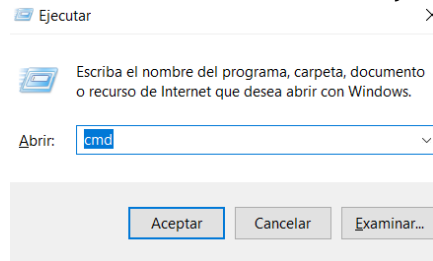 Ejecutar
Escriba el nombre del programa, carpeta, documento
o recurso de Internet que desea abrir con Windows.
Abrir: cmd
Aceptar Cancelar Examinar...